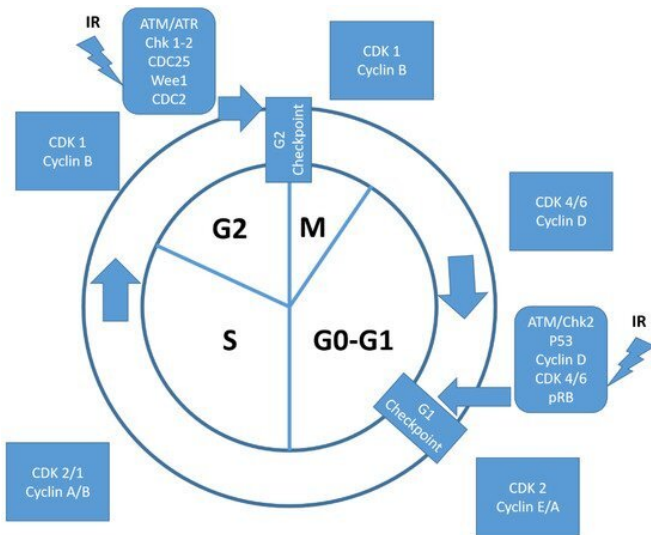 IR
ATM/ATR
Chk 1-2
CDC25
Wee1
CDC2
CDK 1
Cyclin B
CDK 1
Cyclin B
G2
Checkpoint
G2
M
CDK 4/6
Cyclin D
S
G0-G1
IR
ATM/Chk2
P53
Cyclin D
CDK 4/6
pRB
G1
Checkpoint
CDK 2/1
Cyclin A/B
CDK 2
Cyclin E/A